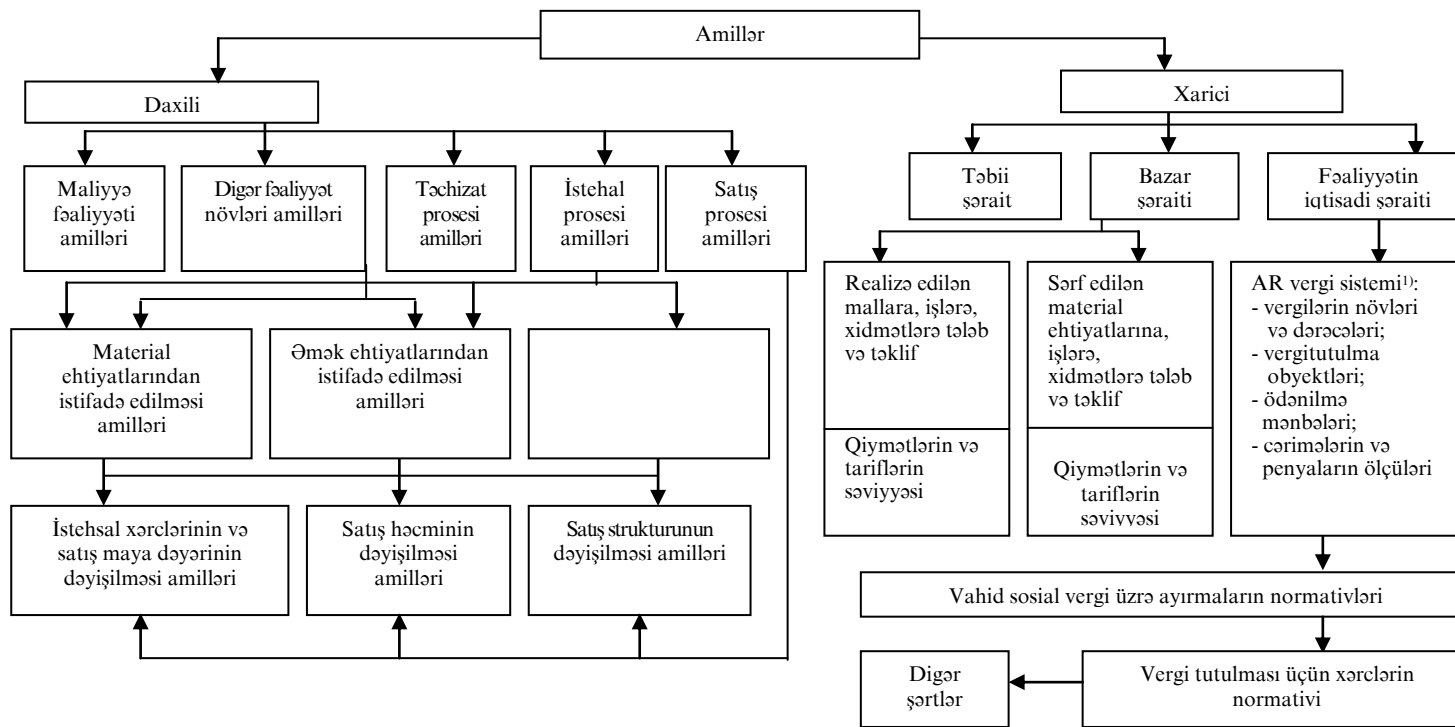 Amillər
Daxili
Xarici
Maliyyə
fəaliyyəti
amilləri
Digər fəaliyyət
növləri amilləri
Təchizat
prosesi
amilləri
İstehal
prosesi
amilləri
Satış
prosesi
amilləri
Təbii
şərait
Bazar
şəraiti
Fəaliyyətin
iqtisadi şəraiti
Material
ehtiyatlarından
istifadə edilməsi
amilləri
Əmək ehtiyatlarından
istifadə edilməsi
amilləri
Realizə edilən
mallara, işlərə,
xidmətlərə tələb
və təklif
Qiymətlərin və
tariflərin
səviyyəsi
Sərf edilən
material
ehtiyatlarına,
işlərə,
xidmətlərə tələb
və təklif
Qiymətlərin və
tariflərin
səviyyəsi
AR vergi sistemi¹⁾:
- vergilərin növləri
və dərəcələri;
- vergitutulma
obyektləri;
- ödənilmə
mənbələri;
- cərimələrin və
penyaların ölçüləri
İstehsal xərclərinin və
satış maya dəyərinin
dəyişilməsi amilləri
Satış həcminin
dəyişilməsi
amilləri
Satış strukturunun
dəyişilməsi amilləri
Vahid sosial vergi üzrə ayırmaların normativləri
Digər
şərtlər
Vergi tutulması üçün xərclərin
normativi